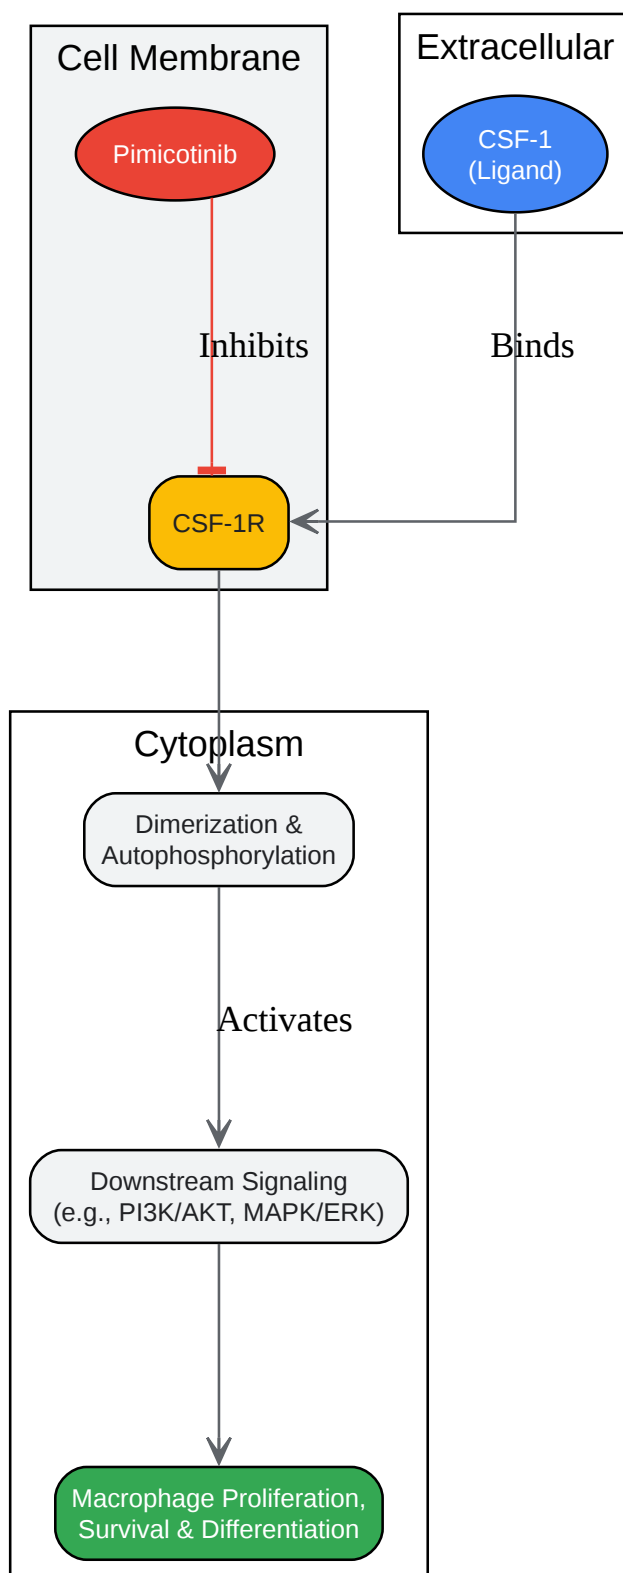 Cell Membrane
Extracellular
Pimicotinib
CSF-1
(Ligand)
Inhibits
Binds
CSF-1R
Cytoplasm
Dimerization &
Autophosphorylation
Activates
Downstream Signaling
(e.g., PI3K/AKT, MAPK/ERK)
Macrophage Proliferation,
Survival & Differentiation